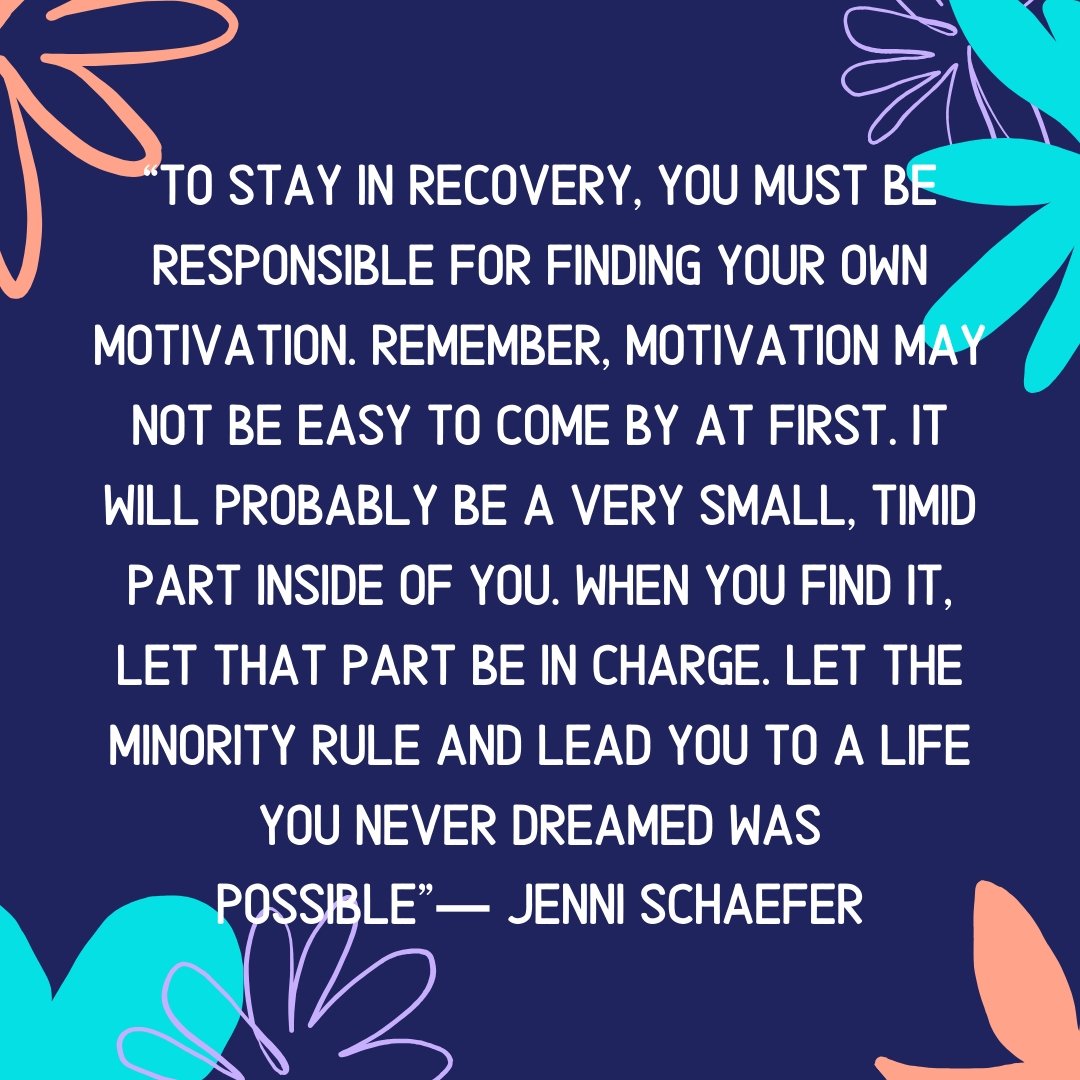 “TO STAY IN RECOVERY, YOU MUST BE
RESPONSIBLE FOR FINDING YOUR OWN
MOTIVATION. REMEMBER, MOTIVATION MAY
NOT BE EASY TO COME BY AT FIRST. IT
WILL PROBABLY BE A VERY SMALL, TIMID
PART INSIDE OF YOU. WHEN YOU FIND IT,
LET THAT PART BE IN CHARGE. LET THE
MINORITY RULE AND LEAD YOU TO A LIFE
YOU NEVER DREAMED WAS
POSSIBLE”― JENNI SCHAEFER